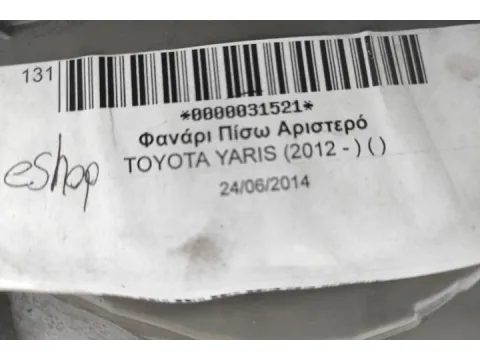 131
*0000031521*
Φανάρι Πίσω Αριστερό
TOYOTA YARIS (2012 - ) ( )
24/06/2014
eshop